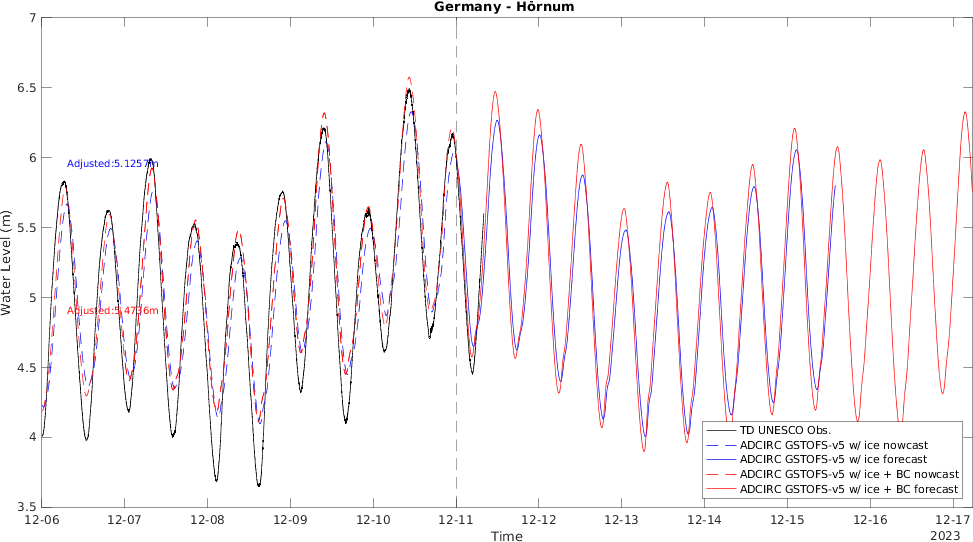 Germany - Hörnum
Water Level (m)
7
6.5
6
5.5
5
4.5
4
3.5
Adjusted:5.1257m
Adjusted:5.4736m
TD UNESCO Obs.
ADCIRC GSTOFS-v5 w/ ice nowcast
ADCIRC GSTOFS-v5 w/ ice forecast
ADCIRC GSTOFS-v5 w/ ice + BC nowcast
ADCIRC GSTOFS-v5 w/ ice + BC forecast
12-06 12-07 12-08 12-09 12-10 12-11 12-12 12-13 12-14 12-15 12-16 12-17
Time
2023